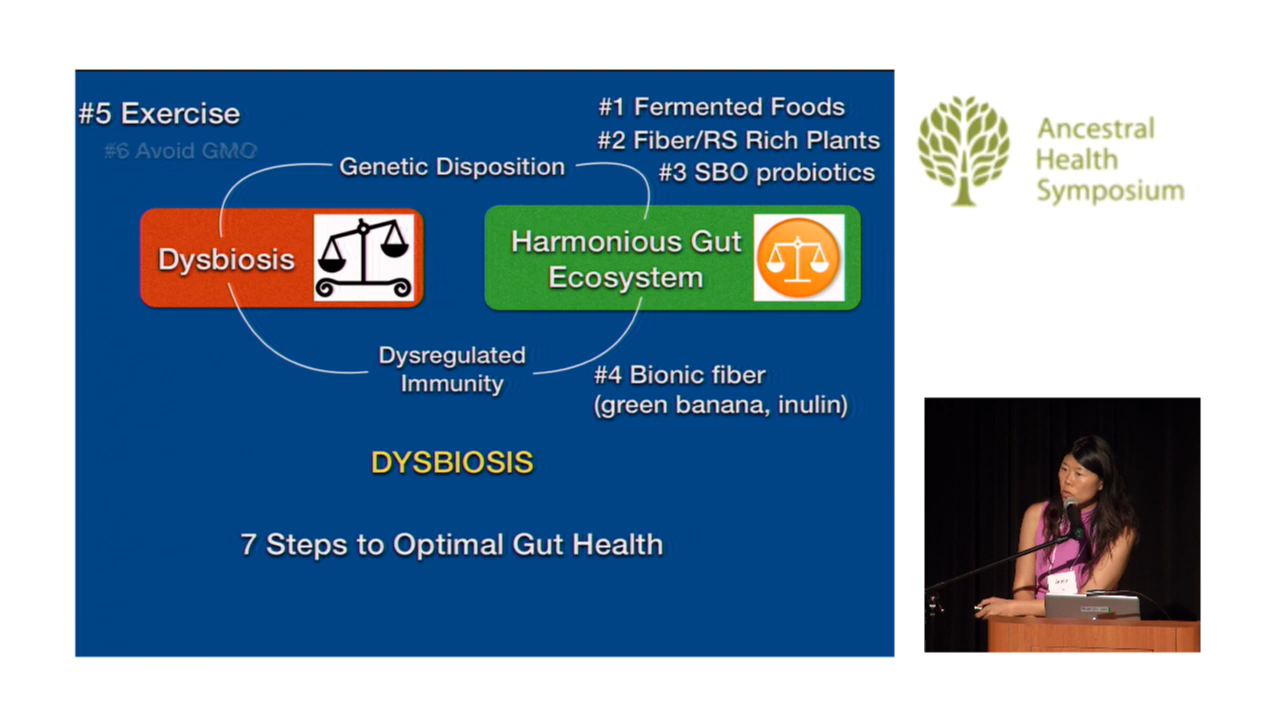 #5 Exercise
#6 Avoid GMO
#1 Fermented Foods
#2 Fiber/RS Rich Plants
#3 SBO probiotics
Genetic Disposition
Dysbiosis
Harmonious Gut
Ecosystem
Dysregulated
Immunity
#4 Bionic fiber
(green banana, inulin)
DYSBIOSIS
7 Steps to Optimal Gut Health
Ancestral
Health
Symposium